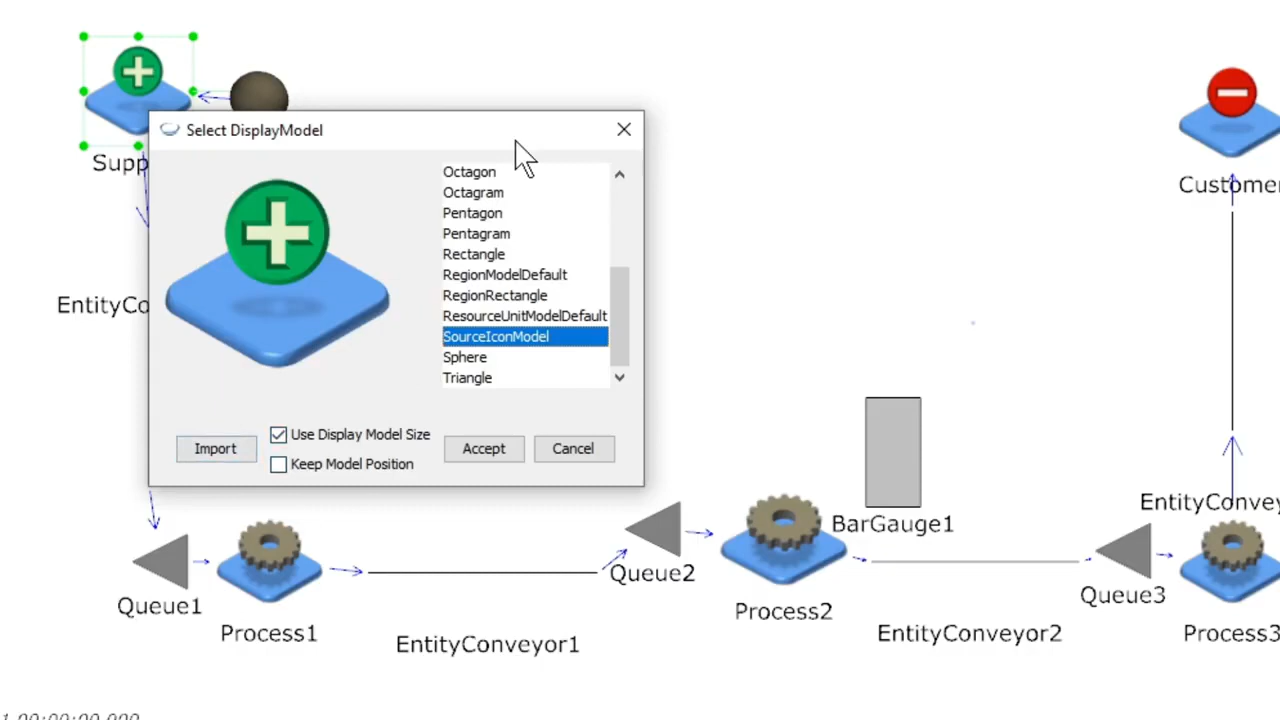 Select DisplayModel
Supp
Customer
Octagon
Octagram
Pentagon
Pentagram
Rectangle
RegionModelDefault
RegionRectangle
ResourceUnitModelDefault
SourceIconModel
Sphere
Triangle
EntityCo
Import
Use Display Model Size
Keep Model Position
Accept
Cancel
EntityConvey
BarGauge1
Queue1
Process1
Queue2
Process2
Queue3
Process3
EntityConveyor1
EntityConveyor2